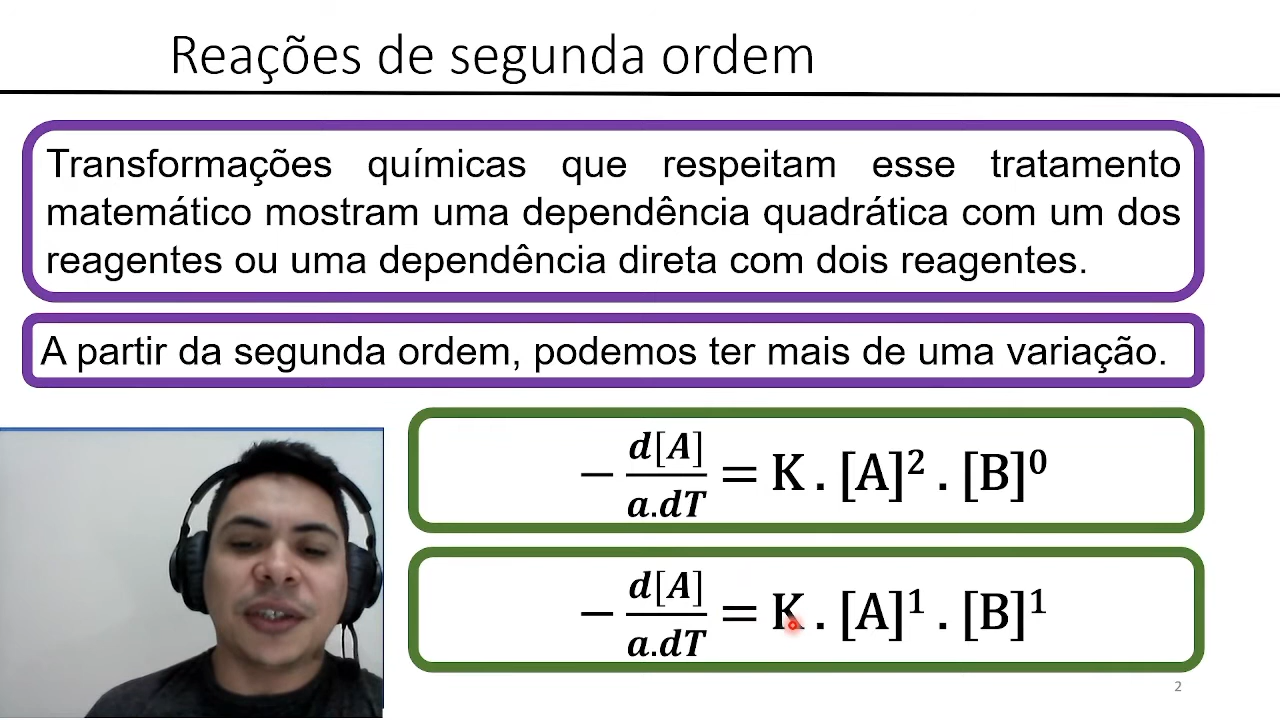 Reações de segunda ordem
Transformações químicas que respeitam esse tratamento
matemático mostram uma dependência quadrática com um dos
reagentes ou uma dependência direta com dois reagentes.
A partir da segunda ordem, podemos ter mais de uma variação.
− d[A]/a.dT = K . [A]² . [B]⁰
− d[A]/a.dT = K . [A]¹ . [B]¹
2